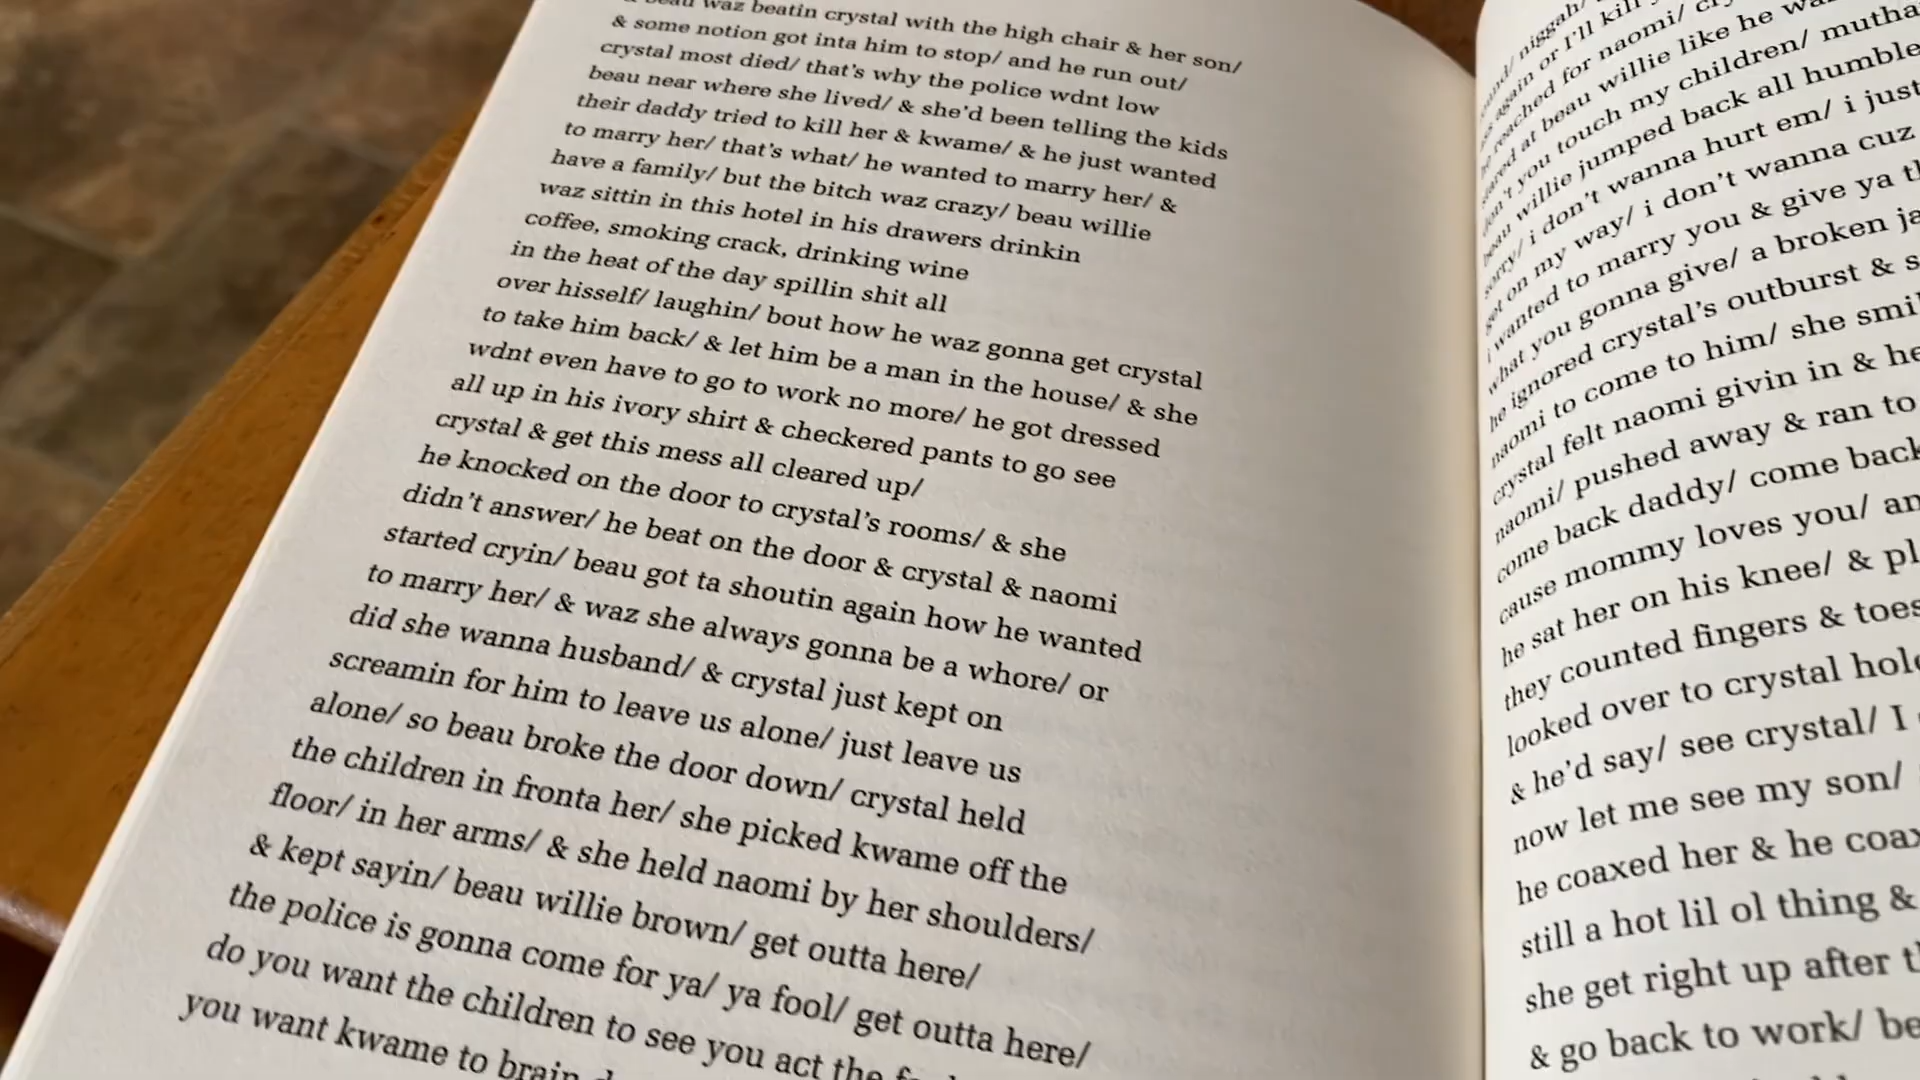 beau waz beatin crystal with the high chair & her son/
& some notion got inta him to stop/ and he run out/
crystal most died/ that's why the police wdnt low
beau near where she lived/ & she'd been telling the kids
their daddy tried to kill her & kwame/ & he just wanted
to marry her/ that's what/ he wanted to marry her/ &
have a family/ but the bitch waz crazy/ beau willie
waz sittin in this hotel in his drawers drinkin
coffee, smoking crack, drinking wine
in the heat of the day spillin shit all
over hisself/ laughin/ bout how he waz gonna get crystal
to take him back/ & let him be a man in the house/ & she
wdnt even have to go to work no more/ he got dressed
all up in his ivory shirt & checkered pants to go see
crystal & get this mess all cleared up/
he knocked on the door to crystal's rooms/ & she
didn't answer/ he beat on the door & crystal & naomi
started cryin/ beau got ta shoutin again how he wanted
to marry her/ & waz she always gonna be a whore/ or
did she wanna husband/ & crystal just kept on
screamin for him to leave us alone/ just leave us
alone/ so beau broke the door down/ crystal held
the children in fronta her/ she picked kwame off the
floor/ in her arms/ & she held naomi by her shoulders/
& kept sayin/ beau willie brown/ get outta here/
the police is gonna come for ya/ ya fool/ get outta here/
do you want the children to see you act the
you want kwame to brain
niggah/
again or I'll kill
reached for naomi/
at beau willie like he
don't you touch my children/
beau willie jumped back all humble
sorry/ i don't wanna hurt em/ i just
get on my way/ i don't wanna cuz
i wanted to marry you & give ya
what you gonna give/ a broken
he ignored crystal's outburst &
naomi to come to him/ she
crystal felt naomi givin in &
naomi/ pushed away & ran to
come back daddy/ come back
cause mommy loves you/
he sat her on his knee/ &
they counted fingers & toes
looked over to crystal
& he'd say/ see crystal/ I
now let me see my son/
he coaxed her & he
still a hot lil ol thing &
she get right up after
& go back to work/